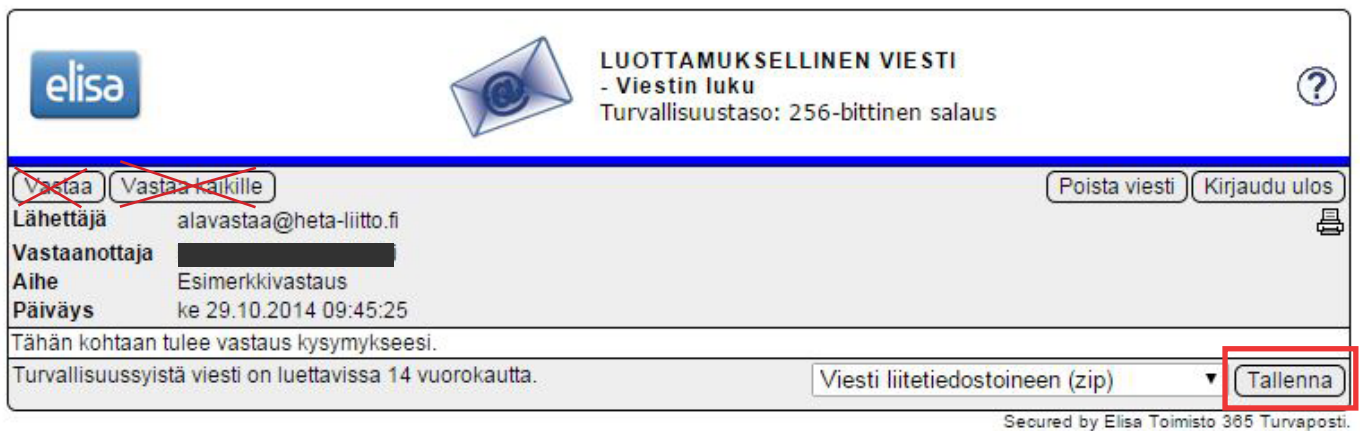 elisa
LUOTTAMUKSELLINEN VIESTI
- Viestin luku
Turvallisuustaso: 256-bittinen salaus
?
Vastaa Vastaa kaikille Poista viesti Kirjaudu ulos
Lähettäjä alavastaa@heta-liitto.fi
Vastaanottaja
Aihe Esimerkkivastaus
Päiväys ke 29.10.2014 09:45:25
Tähän kohtaan tulee vastaus kysymykseesi.
Turvallisuussyistä viesti on luettavissa 14 vuorokautta. Viesti liitetiedostoineen (zip) Tallenna
Secured by Elisa Toimisto 365 Turvaposti.